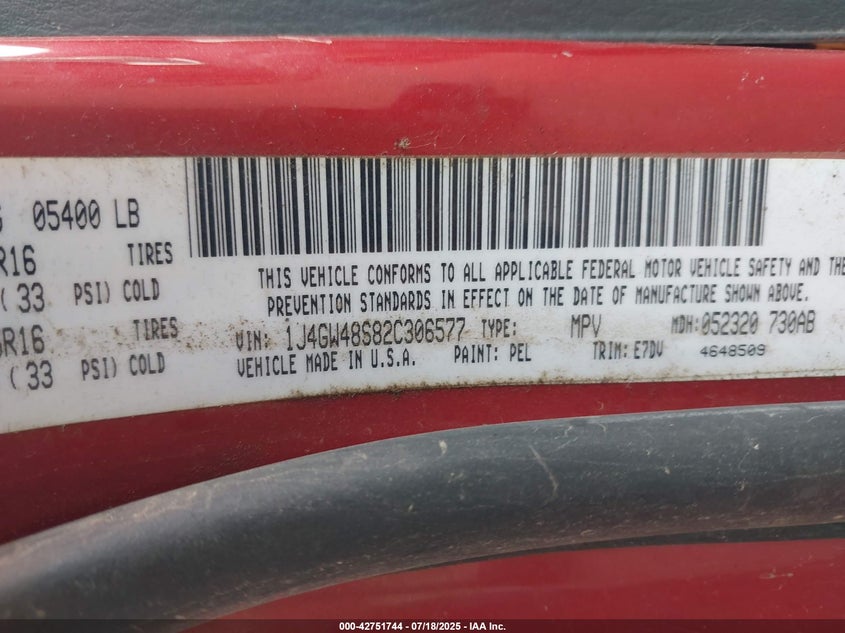 05400 LB
R16 TIRES
(33 PSI) COLD
R16
(33 PSI) COLD
THIS VEHICLE CONFORMS TO ALL APPLICABLE FEDERAL MOTOR VEHICLE SAFETY AND THE
PREVENTION STANDARDS IN EFFECT ON THE DATE OF MANUFACTURE SHOWN ABOVE.
VIN: 1J4GW48S82C306577 TYPE: MPV MDH: 052320 730AB
VEHICLE MADE IN U.S.A. PAINT: PEL TRIM: E7DV 4648509
000-42751744 - 07/18/2025 - IAA Inc.